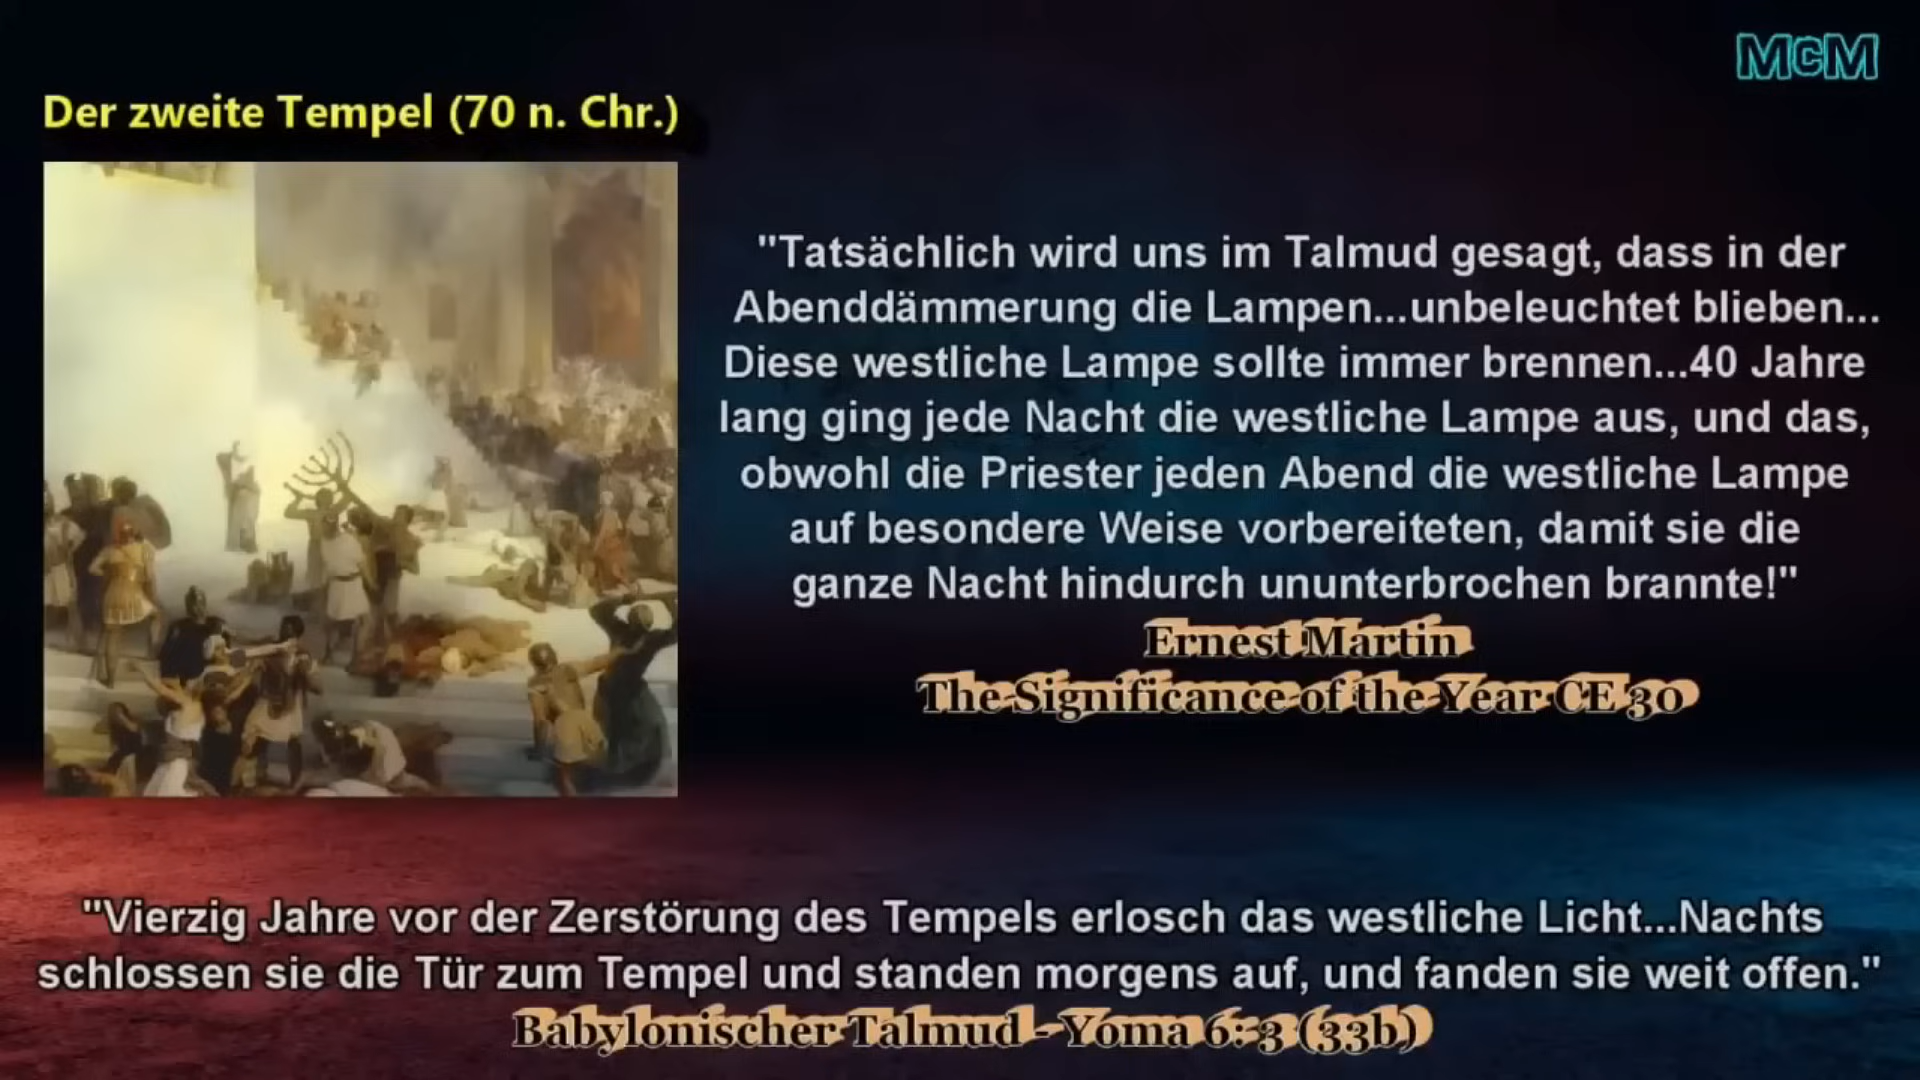 McM
Der zweite Tempel (70 n. Chr.)
"Tatsächlich wird uns im Talmud gesagt, dass in der
Abenddämmerung die Lampen...unbeleuchtet blieben...
Diese westliche Lampe sollte immer brennen...40 Jahre
lang ging jede Nacht die westliche Lampe aus, und das,
obwohl die Priester jeden Abend die westliche Lampe
auf besondere Weise vorbereiteten, damit sie die
ganze Nacht hindurch ununterbrochen brannte!"
Ernest Martin
The Significance of the Year CE 30
"Vierzig Jahre vor der Zerstörung des Tempels erlosch das westliche Licht...Nachts
schlossen sie die Tür zum Tempel und standen morgens auf, und fanden sie weit offen."
Babylonischer Talmud - Yoma 6:3 (33b)